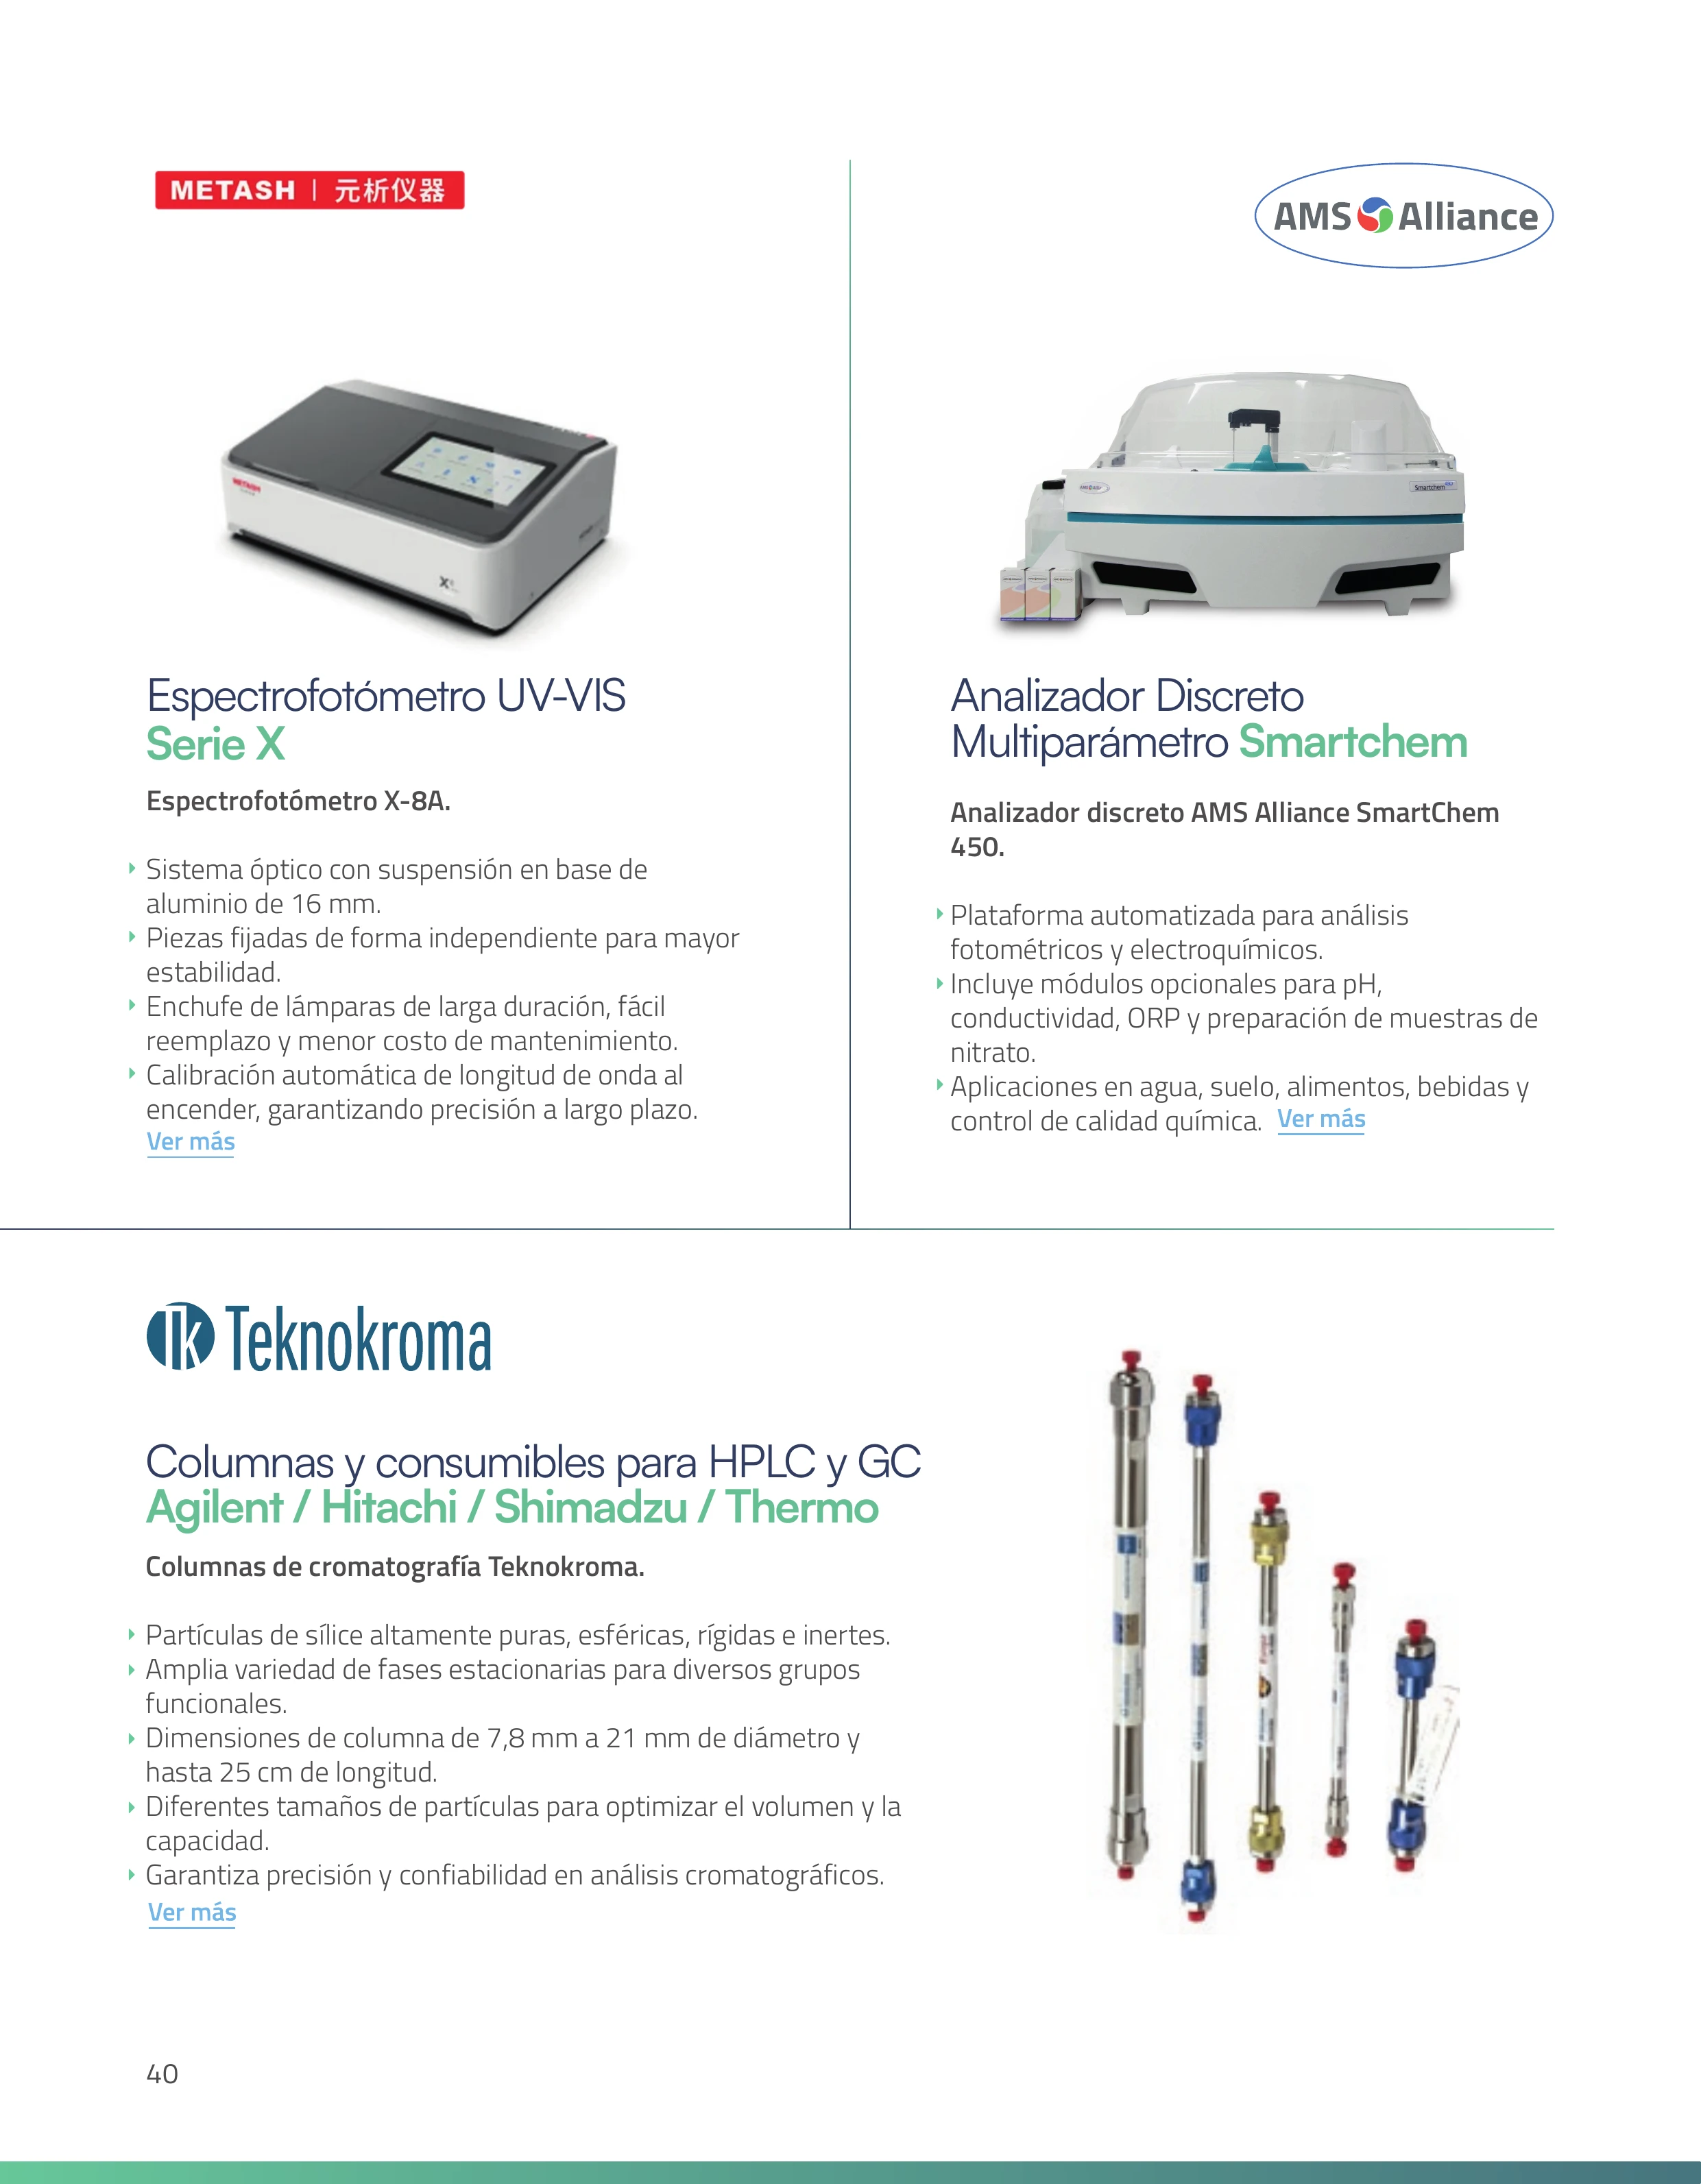 METASH | 元析仪器
METASH
X
Espectrofotómetro UV-VIS
Serie X
Espectrofotómetro X-8A.
Sistema óptico con suspensión en base de
aluminio de 16 mm.
Piezas fijadas de forma independiente para mayor
estabilidad.
Enchufe de lámparas de larga duración, fácil
reemplazo y menor costo de mantenimiento.
Calibración automática de longitud de onda al
encender, garantizando precisión a largo plazo.
Ver más
AMS Alliance
Smartchem
Analizador Discreto
Multiparámetro Smartchem
Analizador discreto AMS Alliance SmartChem
450.
Plataforma automatizada para análisis
fotométricos y electroquímicos.
Incluye módulos opcionales para pH,
conductividad, ORP y preparación de muestras de
nitrato.
Aplicaciones en agua, suelo, alimentos, bebidas y
control de calidad química. Ver más
Tk Teknokroma
Columnas y consumibles para HPLC y GC
Agilent / Hitachi / Shimadzu / Thermo
Columnas de cromatografía Teknokroma.
Partículas de sílice altamente puras, esféricas, rígidas e inertes.
Amplia variedad de fases estacionarias para diversos grupos
funcionales.
Dimensiones de columna de 7,8 mm a 21 mm de diámetro y
hasta 25 cm de longitud.
Diferentes tamaños de partículas para optimizar el volumen y la
capacidad.
Garantiza precisión y confiabilidad en análisis cromatográficos.
Ver más
40